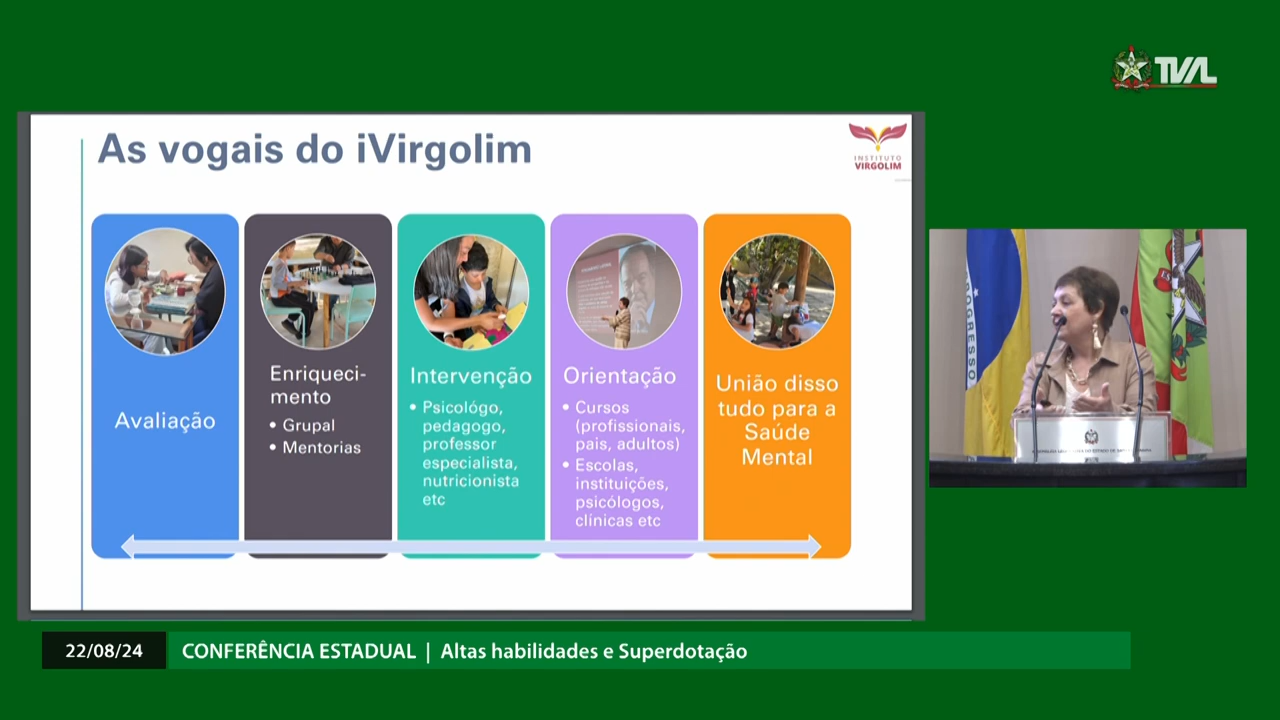 TVAL
As vogais do iVirgolim
INSTITUTO
VIRGOLIM
Avaliação
Enriqueci-
mento
• Grupal
• Mentorias
Intervenção
• Psicológo,
pedagogo,
professor
especialista,
nutricionista
etc
Orientação
• Cursos
(profissionais,
pais, adultos)
• Escolas,
instituições,
psicólogos,
clínicas etc
União disso
tudo para a
Saúde
Mental
ROGRESSO
22/08/24
CONFERÊNCIA ESTADUAL | Altas habilidades e Superdotação